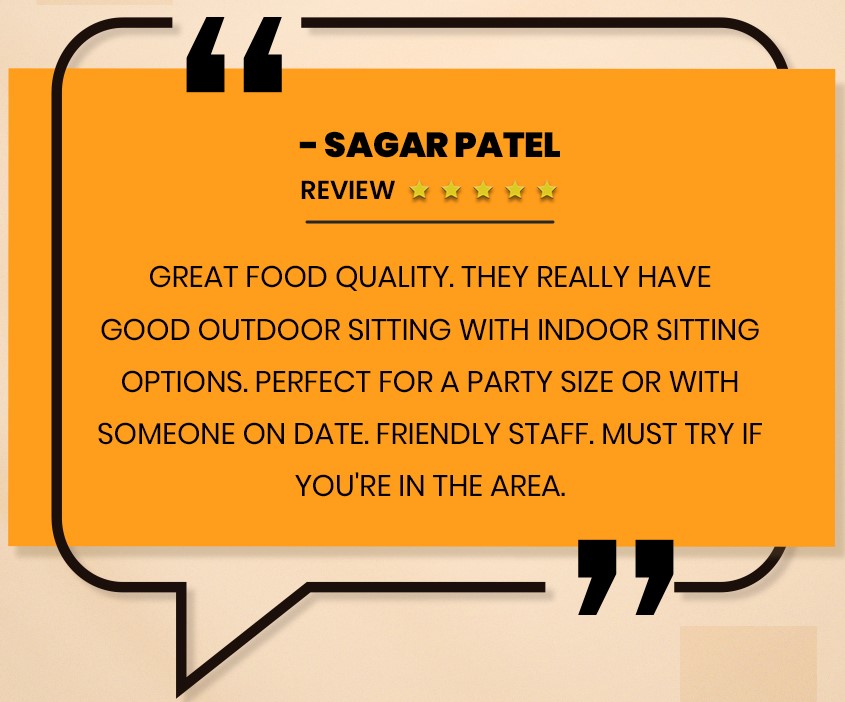 - SAGAR PATEL
REVIEW
GREAT FOOD QUALITY. THEY REALLY HAVE
GOOD OUTDOOR SITTING WITH INDOOR SITTING
OPTIONS. PERFECT FOR A PARTY SIZE OR WITH
SOMEONE ON DATE. FRIENDLY STAFF. MUST TRY IF
YOU'RE IN THE AREA.